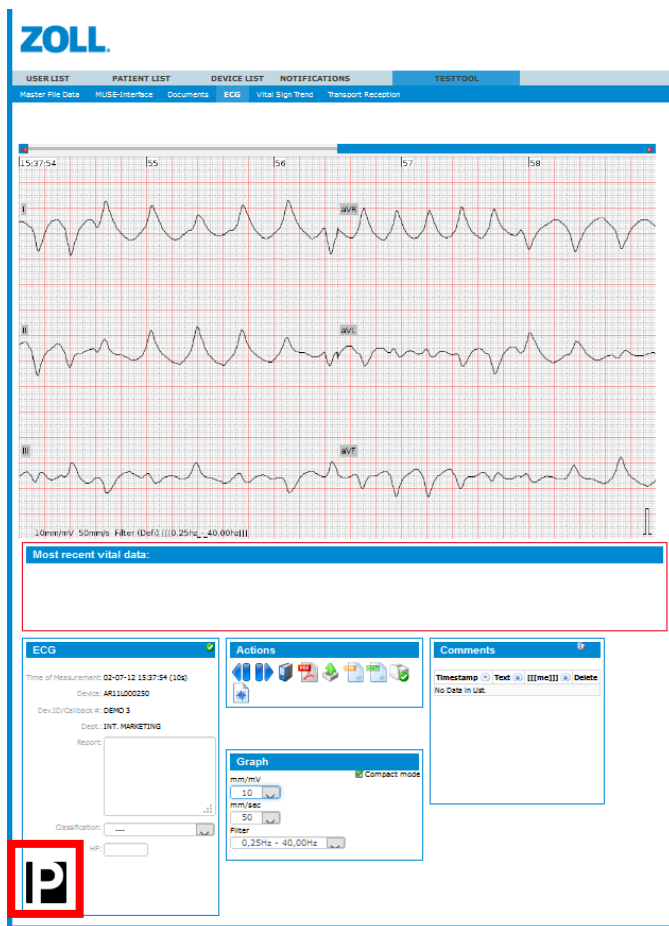 ZOLL.
USER LIST PATIENT LIST DEVICE LIST NOTIFICATIONS TESTTOOL
Master File Data MUSE-Interface Documents ECG Vital Sign Trend Transport Reception
15:37:54 55 56 57 58
I aVR
II aVL
III aVF
10mm/mV 50mm/s Filter (Defi) [[[0,25hz_-_40,00hz]]]
Most recent vital data:
ECG
Time of Measurement: 02-07-12 15:37:54 (10s)
Device: AR11L000250
Dev.ID/Callback #: DEMO 3
Dept.: INT. MARKETING
Report:
Classification: ---
HF:
P
Actions
PDF
Graph
Compact mode
mm/mV
10
mm/sec
50
Filter
0,25Hz - 40,00Hz
Comments
Timestamp Text [[[me]]] Delete
No Data in List.